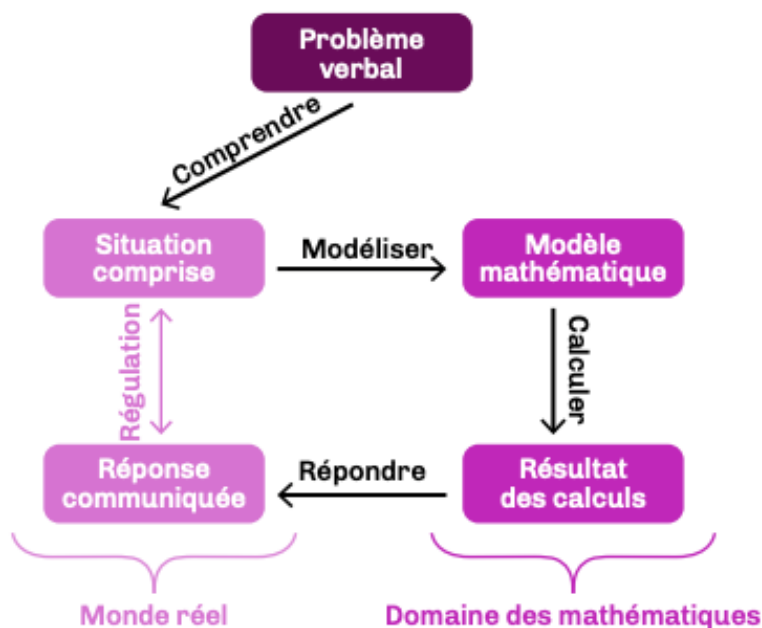 Problème
verbal
Comprendre
Situation
comprise
Modéliser
Modèle
mathématique
Régulation
Calculer
Réponse
communiquée
Répondre
Résultat
des calculs
Monde réel
Domaine des mathématiques